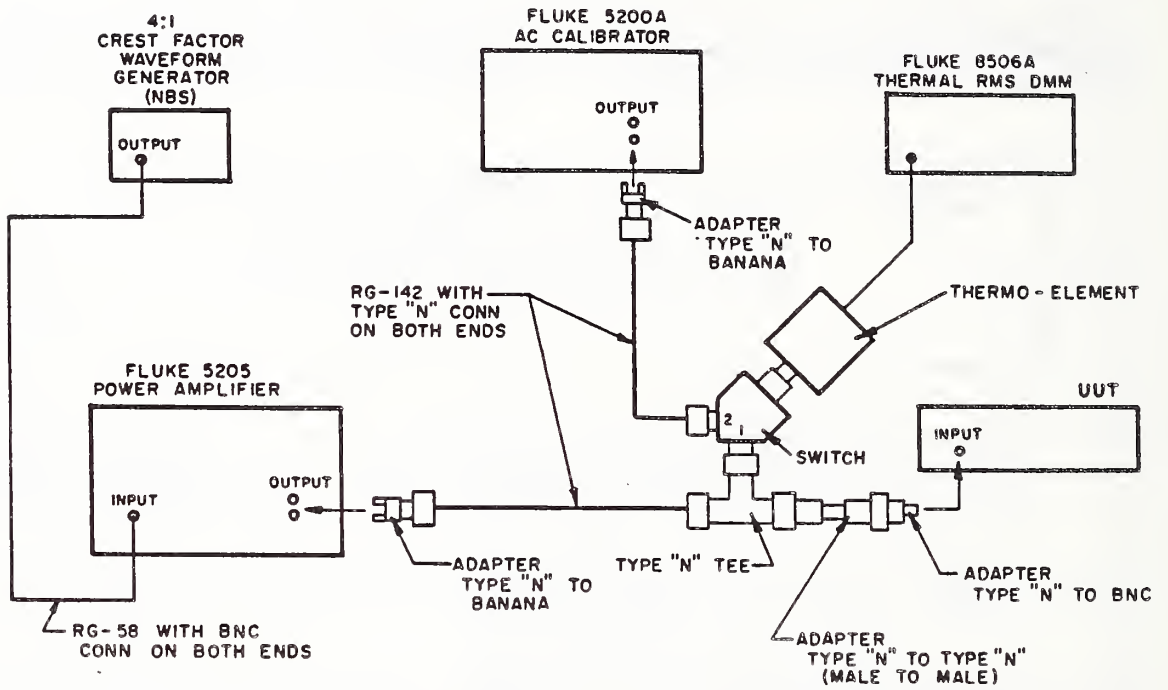 4:1
CREST FACTOR
WAVEFORM
GENERATOR
(NBS)
OUTPUT
FLUKE 5200A
AC CALIBRATOR
OUTPUT
FLUKE 8506A
THERMAL RMS DMM
ADAPTER
TYPE "N" TO
BANANA
RG-142 WITH
TYPE "N" CONN
ON BOTH ENDS
THERMO-ELEMENT
FLUKE 5205
POWER AMPLIFIER
INPUT
OUTPUT
2
1
SWITCH
UUT
INPUT
ADAPTER
TYPE "N" TO
BANANA
TYPE "N" TEE
ADAPTER
TYPE "N" TO BNC
RG-58 WITH BNC
CONN ON BOTH ENDS
ADAPTER
TYPE "N" TO TYPE "N"
(MALE TO MALE)